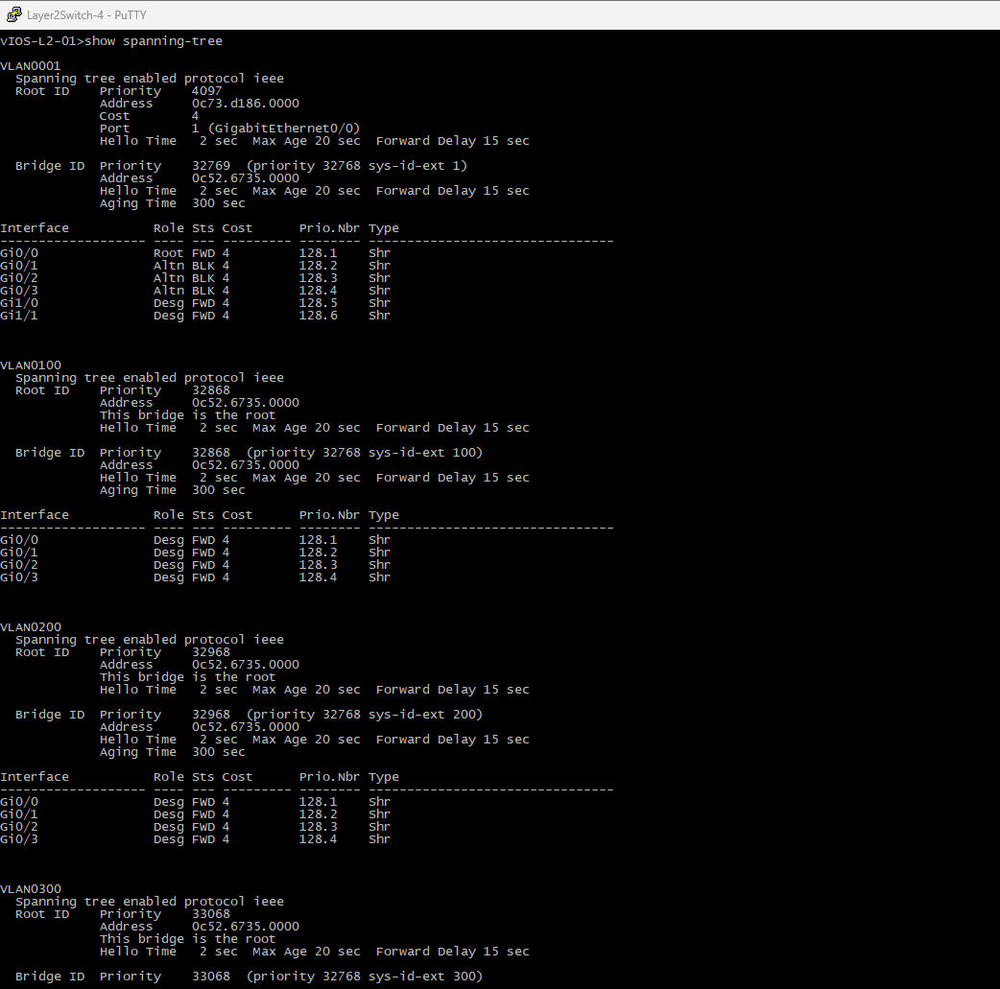 Layer2Switch-4 - PuTTY
vIOS-L2-01>show spanning-tree
VLAN0001
  Spanning tree enabled protocol ieee
  Root ID    Priority    4097
             Address     0c73.d186.0000
             Cost        4
             Port        1 (GigabitEthernet0/0)
             Hello Time   2 sec  Max Age 20 sec  Forward Delay 15 sec
  Bridge ID  Priority    32769  (priority 32768 sys-id-ext 1)
             Address     0c52.6735.0000
             Hello Time   2 sec  Max Age 20 sec  Forward Delay 15 sec
             Aging Time  300 sec
Interface           Role Sts Cost      Prio.Nbr Type
------------------- ---- --- --------- -------- --------------------------------
Gi0/0               Root FWD 4         128.1    Shr
Gi0/1               Altn BLK 4         128.2    Shr
Gi0/2               Altn BLK 4         128.3    Shr
Gi0/3               Altn BLK 4         128.4    Shr
Gi1/0               Desg FWD 4         128.5    Shr
Gi1/1               Desg FWD 4         128.6    Shr
VLAN0100
  Spanning tree enabled protocol ieee
  Root ID    Priority    32868
             Address     0c52.6735.0000
             This bridge is the root
             Hello Time   2 sec  Max Age 20 sec  Forward Delay 15 sec
  Bridge ID  Priority    32868  (priority 32768 sys-id-ext 100)
             Address     0c52.6735.0000
             Hello Time   2 sec  Max Age 20 sec  Forward Delay 15 sec
             Aging Time  300 sec
Interface           Role Sts Cost      Prio.Nbr Type
------------------- ---- --- --------- -------- --------------------------------
Gi0/0               Desg FWD 4         128.1    Shr
Gi0/1               Desg FWD 4         128.2    Shr
Gi0/2               Desg FWD 4         128.3    Shr
Gi0/3               Desg FWD 4         128.4    Shr
VLAN0200
  Spanning tree enabled protocol ieee
  Root ID    Priority    32968
             Address     0c52.6735.0000
             This bridge is the root
             Hello Time   2 sec  Max Age 20 sec  Forward Delay 15 sec
  Bridge ID  Priority    32968  (priority 32768 sys-id-ext 200)
             Address     0c52.6735.0000
             Hello Time   2 sec  Max Age 20 sec  Forward Delay 15 sec
             Aging Time  300 sec
Interface           Role Sts Cost      Prio.Nbr Type
------------------- ---- --- --------- -------- --------------------------------
Gi0/0               Desg FWD 4         128.1    Shr
Gi0/1               Desg FWD 4         128.2    Shr
Gi0/2               Desg FWD 4         128.3    Shr
Gi0/3               Desg FWD 4         128.4    Shr
VLAN0300
  Spanning tree enabled protocol ieee
  Root ID    Priority    33068
             Address     0c52.6735.0000
             This bridge is the root
             Hello Time   2 sec  Max Age 20 sec  Forward Delay 15 sec
  Bridge ID  Priority    33068  (priority 32768 sys-id-ext 300)